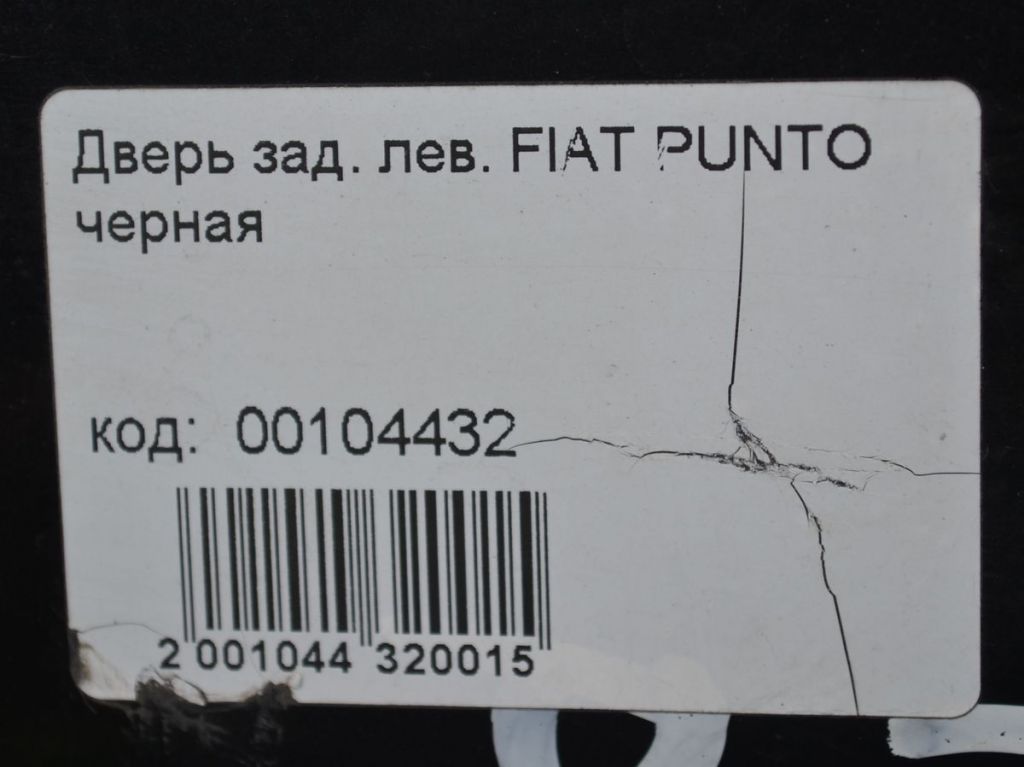 Дверь зад. лев. FIAT PUNTO
черная
код: 00104432
2 001044 320015